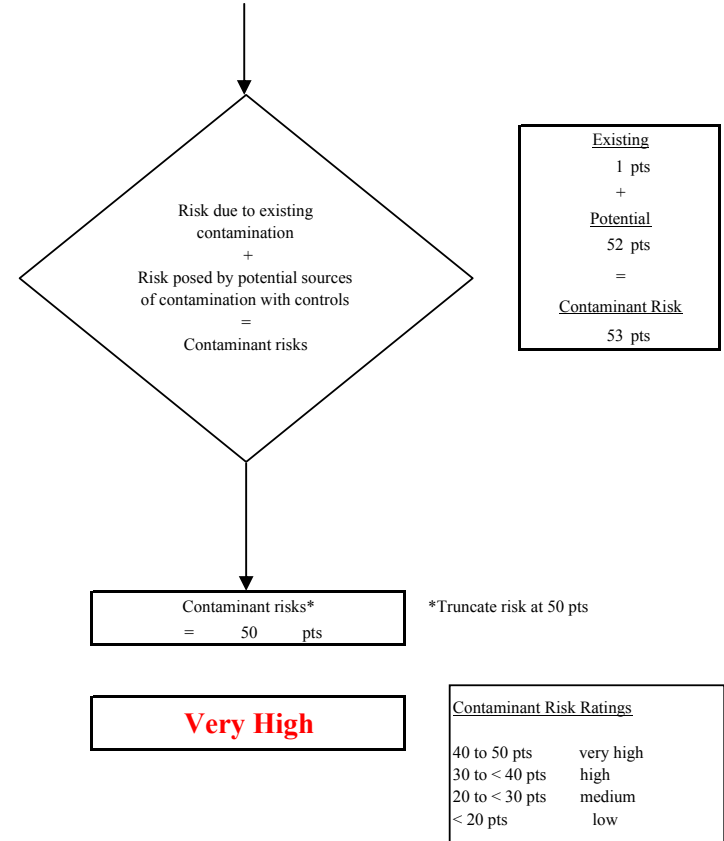 Risk due to existing
contamination
+
Risk posed by potential sources
of contamination with controls
=
Contaminant risks
Existing
1 pts
+
Potential
52 pts
=
Contaminant Risk
53 pts
Contaminant risks*
= 50 pts
*Truncate risk at 50 pts
Very High
Contaminant Risk Ratings
40 to 50 pts very high
30 to < 40 pts high
20 to < 30 pts medium
< 20 pts low